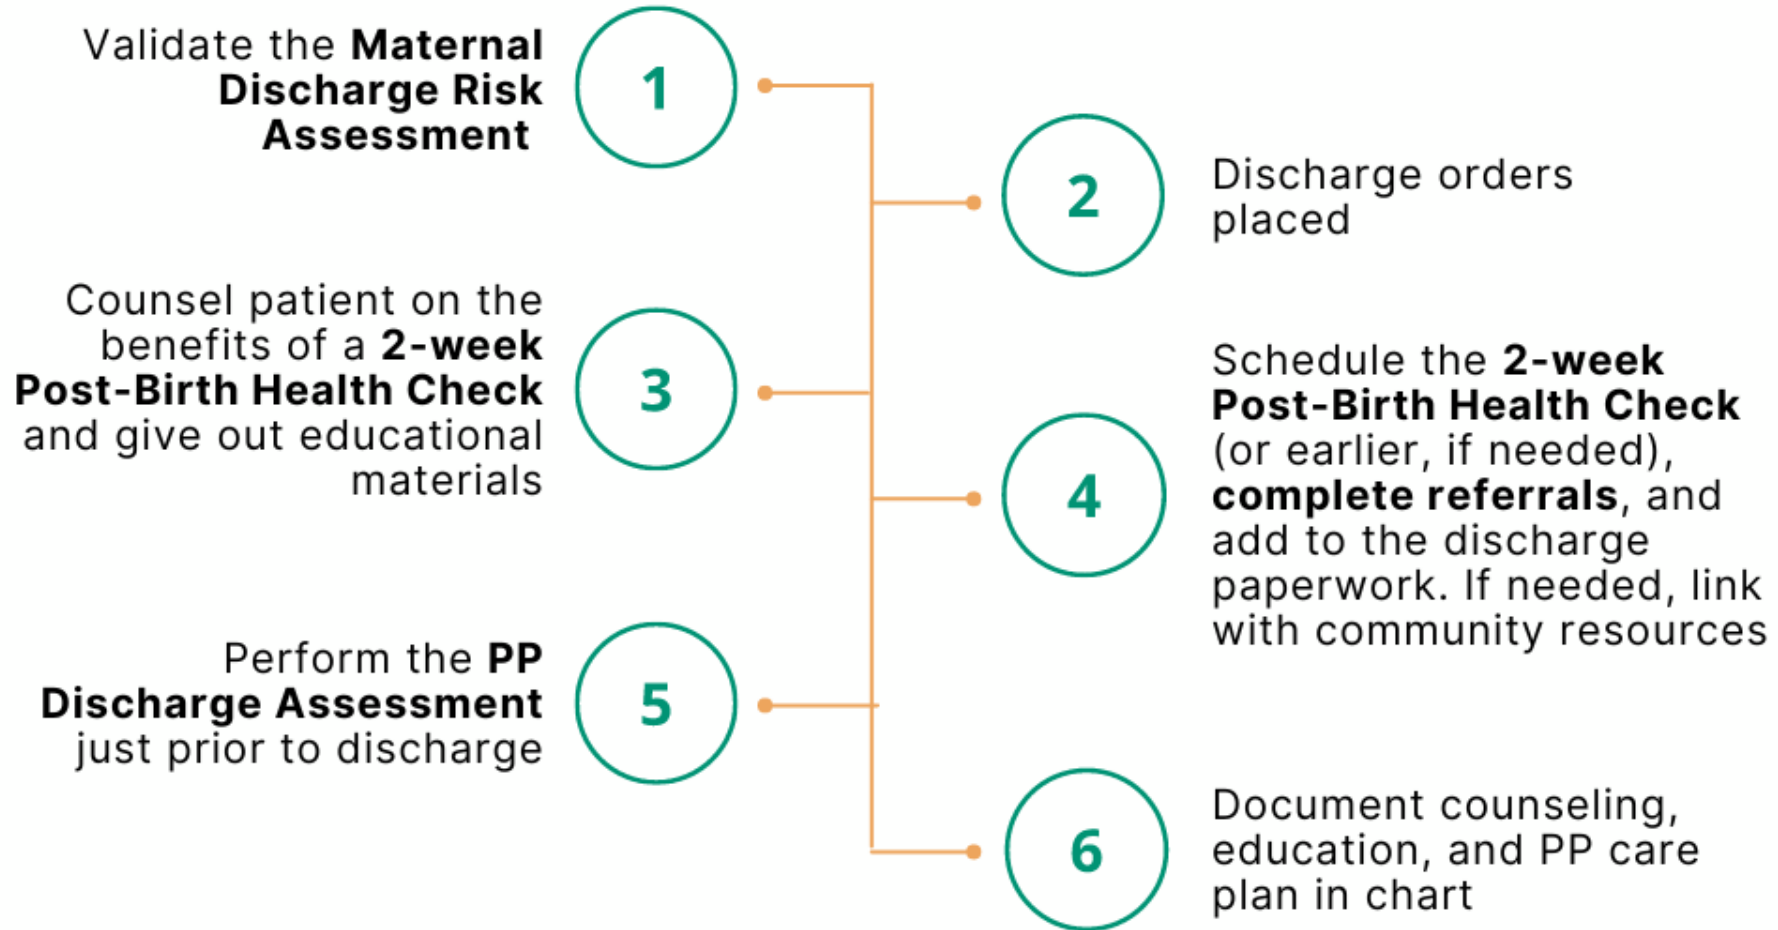 Validate the Maternal
Discharge Risk
Assessment
1
2
Discharge orders
placed
Counsel patient on the
benefits of a 2-week
Post-Birth Health Check
and give out educational
materials
3
4
Schedule the 2-week
Post-Birth Health Check
(or earlier, if needed),
complete referrals, and
add to the discharge
paperwork. If needed, link
with community resources
Perform the PP
Discharge Assessment
just prior to discharge
5
6
Document counseling,
education, and PP care
plan in chart